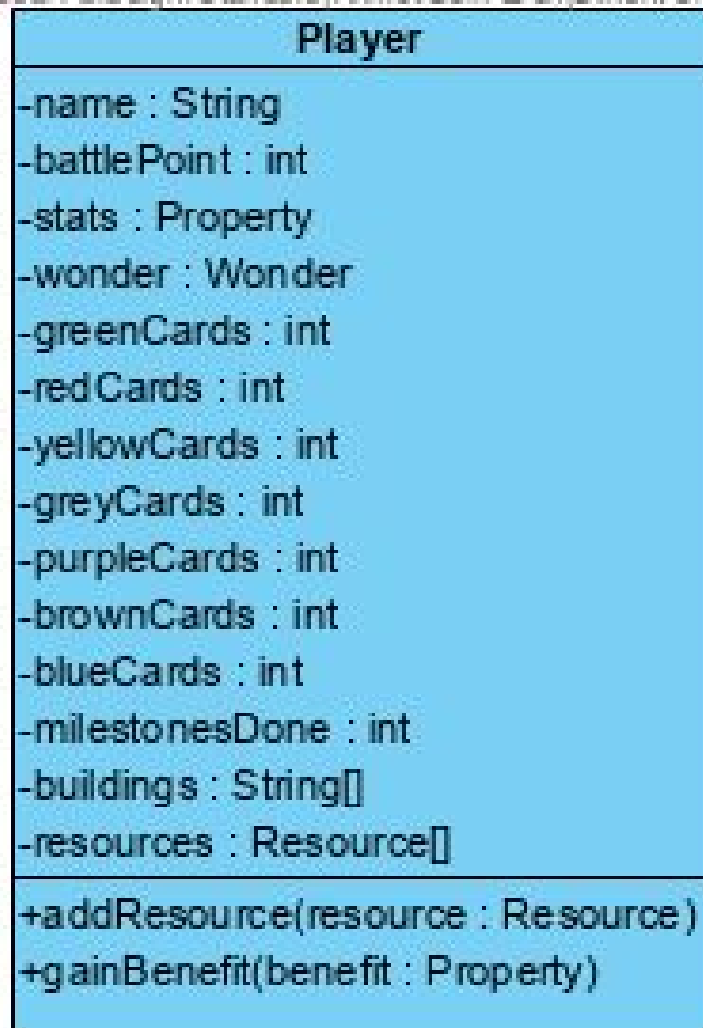 Player
-name : String
-battlePoint : int
-stats : Property
-wonder : Wonder
-greenCards : int
-redCards : int
-yellowCards : int
-greyCards : int
-purpleCards : int
-brownCards : int
-blueCards : int
-milestonesDone : int
-buildings : String[]
-resources : Resource[]
+addResource(resource : Resource)
+gainBenefit(benefit : Property)